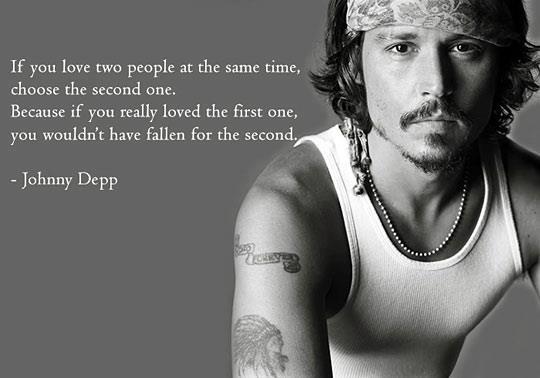 If you love two people at the same time,
choose the second one.
Because if you really loved the first one,
you wouldn't have fallen for the second.
- Johnny Depp